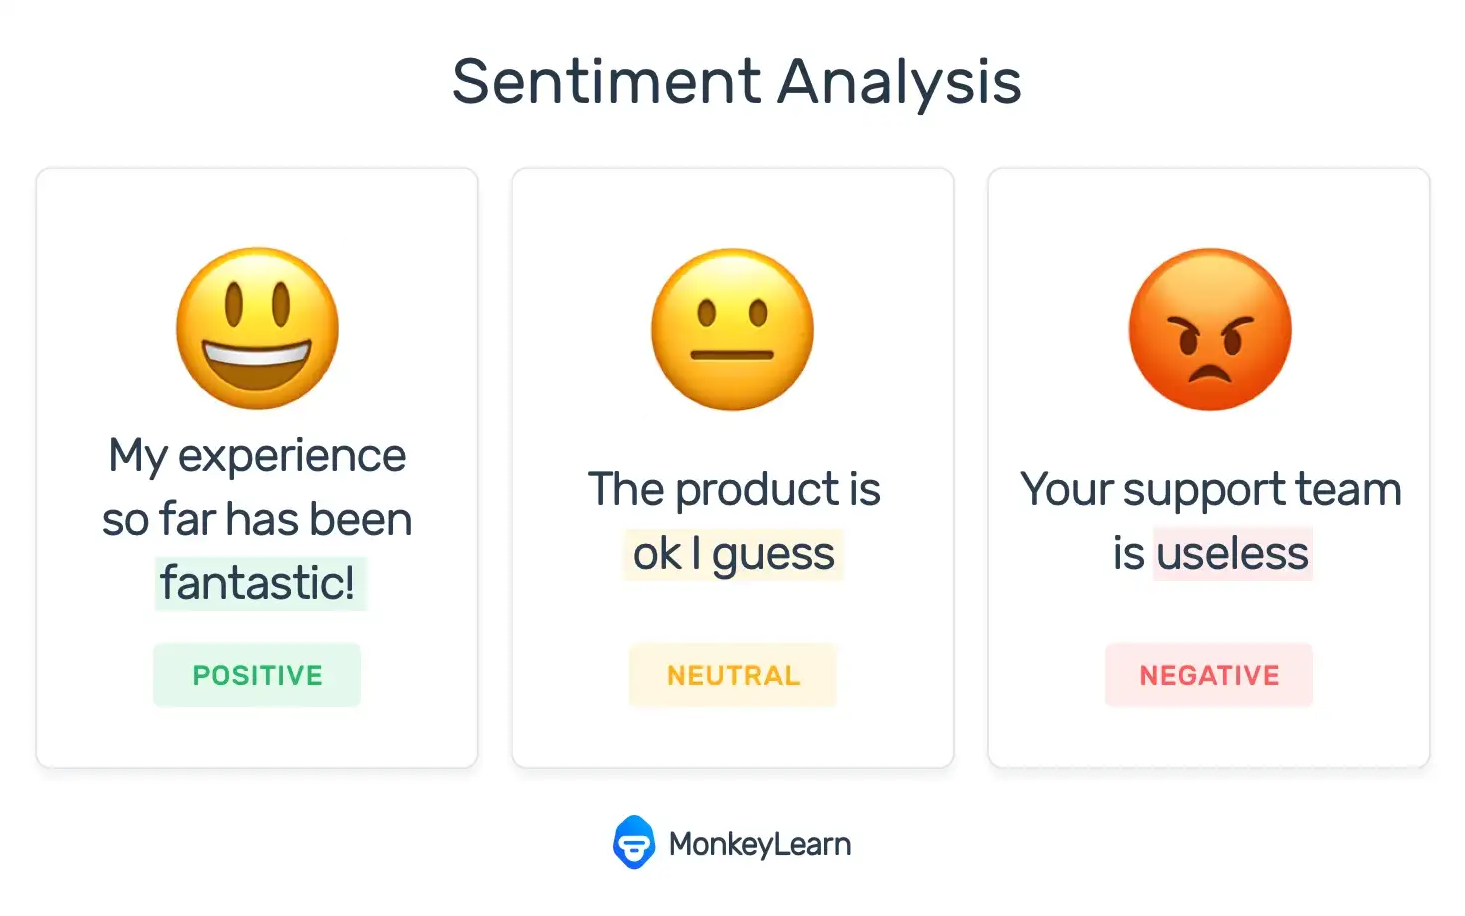 Sentiment Analysis
My experience
so far has been
fantastic!
POSITIVE
The product is
ok I guess
NEUTRAL
Your support team
is useless
NEGATIVE
MonkeyLearn